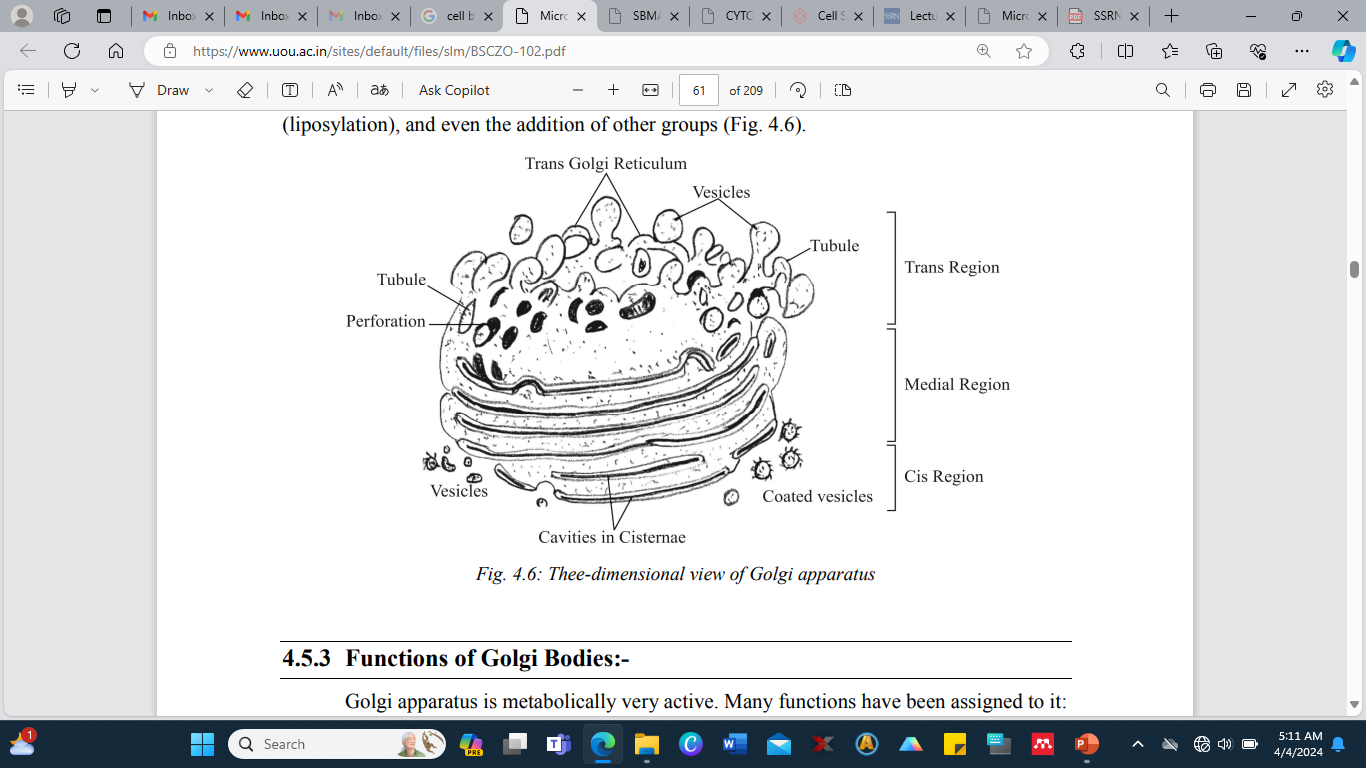 Inbox
Inbox
Inbox
cell b
Micro
SBMA
CYTC
Cell S
Lectu
Micro
SSRN
https://www.uou.ac.in/sites/default/files/slm/BSCZO-102.pdf
Draw
Ask Copilot
61 of 209
(liposylation), and even the addition of other groups (Fig. 4.6).
Trans Golgi Reticulum
Vesicles
Tubule
Trans Region
Tubule
Perforation
Medial Region
Cis Region
Vesicles
Coated vesicles
Cavities in Cisternae
Fig. 4.6: Thee-dimensional view of Golgi apparatus
4.5.3 Functions of Golgi Bodies:-
Golgi apparatus is metabolically very active. Many functions have been assigned to it:
1
Search
PRE
5:11 AM
4/4/2024